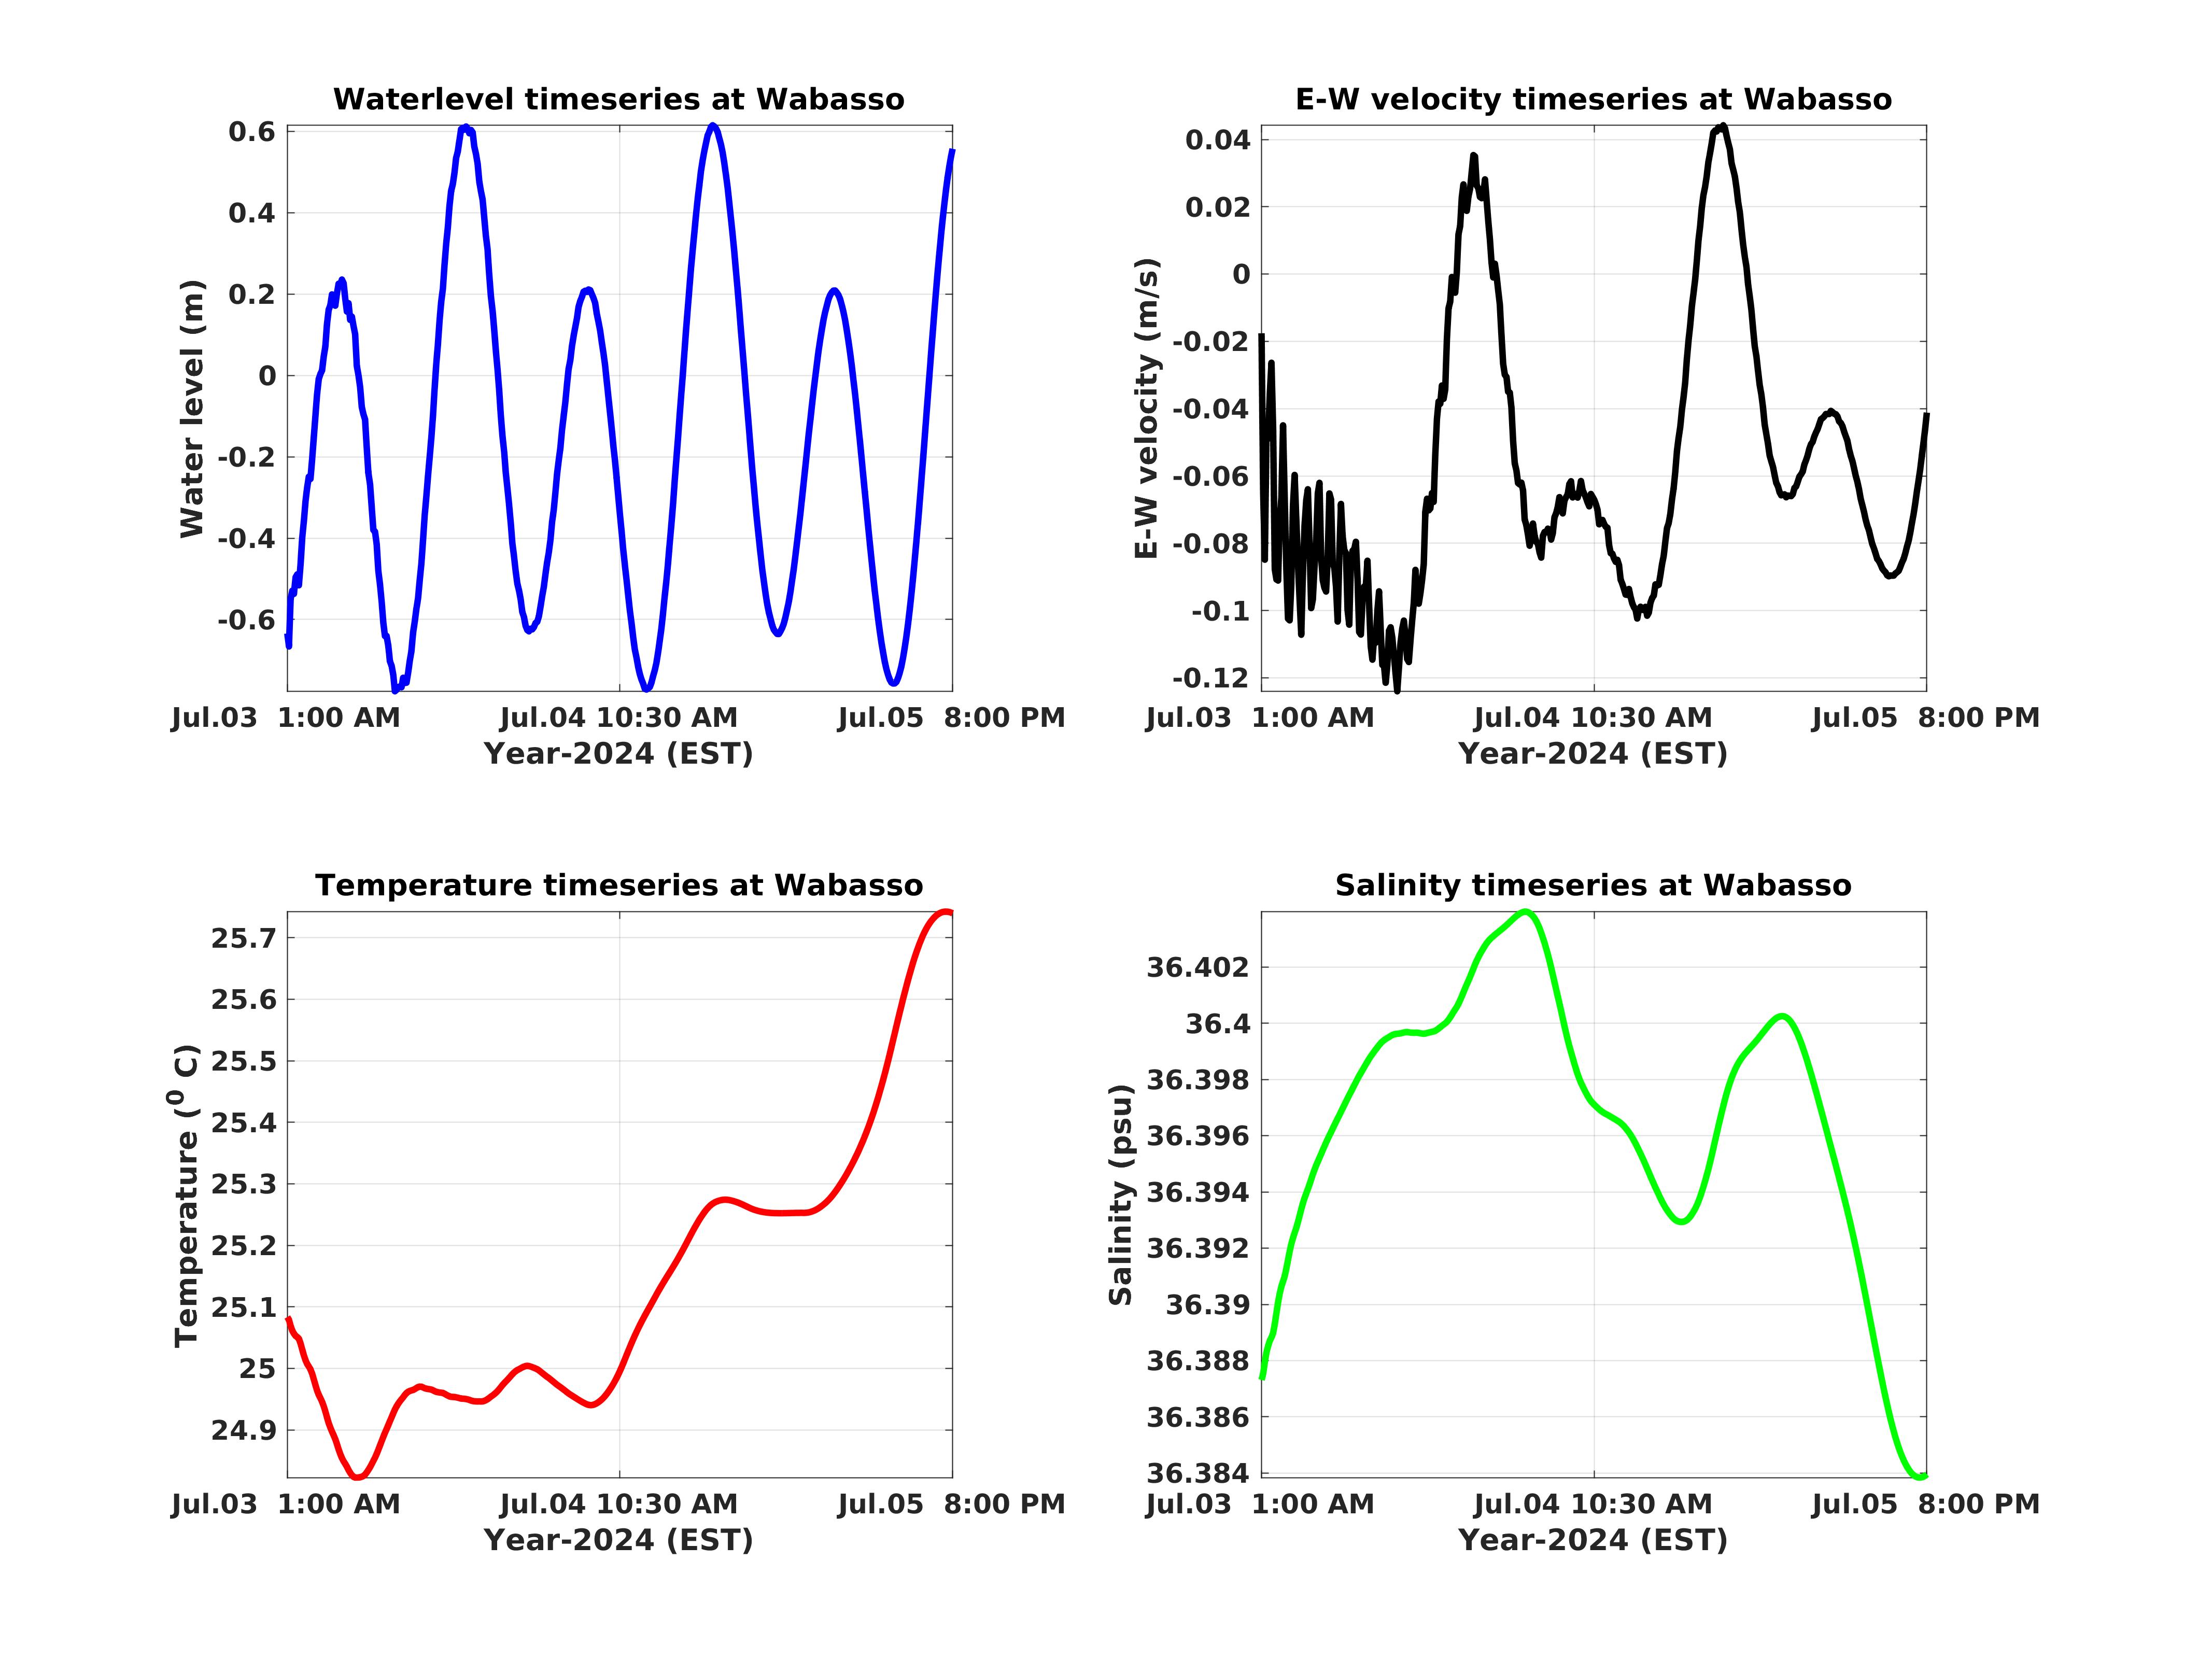 Waterlevel timeseries at Wabasso
0.6
0.4
0.2
0
-0.2
-0.4
-0.6
Water level (m)
Jul.03 1:00 AM Jul.04 10:30 AM Jul.05 8:00 PM
Year-2024 (EST)
E-W velocity timeseries at Wabasso
0.04
0.02
0
-0.02
-0.04
-0.06
-0.08
-0.1
-0.12
E-W velocity (m/s)
Jul.03 1:00 AM Jul.04 10:30 AM Jul.05 8:00 PM
Year-2024 (EST)
Temperature timeseries at Wabasso
25.7
25.6
25.5
25.4
25.3
25.2
25.1
25
24.9
Temperature (⁰ C)
Jul.03 1:00 AM Jul.04 10:30 AM Jul.05 8:00 PM
Year-2024 (EST)
Salinity timeseries at Wabasso
36.402
36.4
36.398
36.396
36.394
36.392
36.39
36.388
36.386
36.384
Salinity (psu)
Jul.03 1:00 AM Jul.04 10:30 AM Jul.05 8:00 PM
Year-2024 (EST)